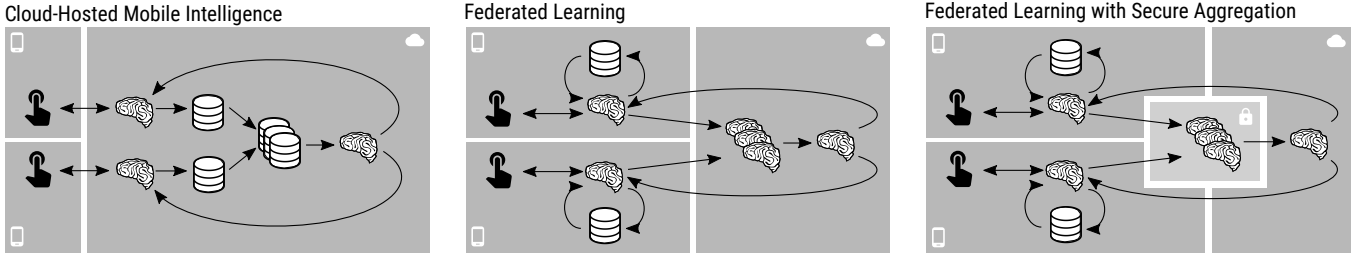 Cloud-Hosted Mobile Intelligence
Federated Learning
Federated Learning with Secure Aggregation